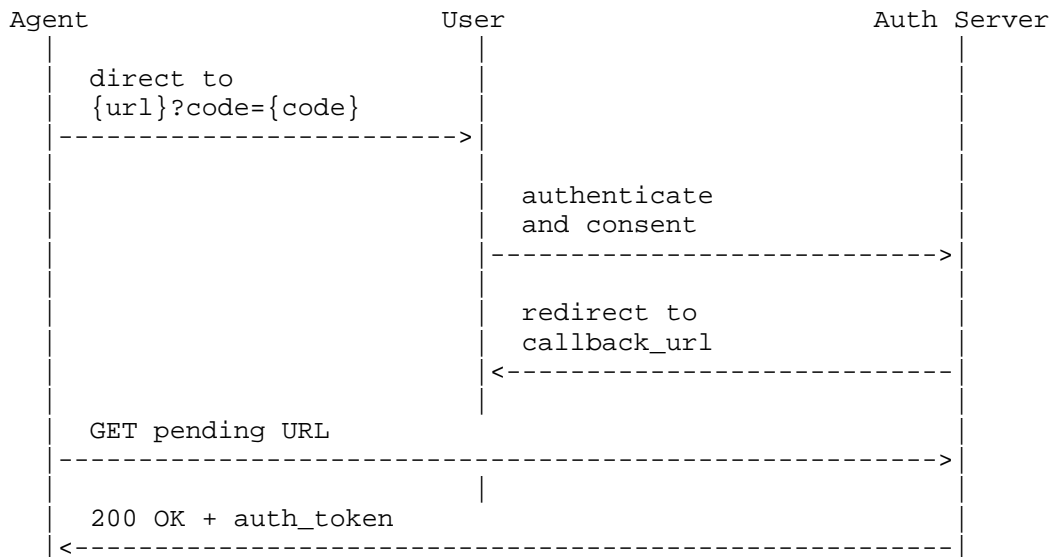 Agent User Auth Server
direct to
{url}?code={code}
authenticate
and consent
redirect to
callback_url
GET pending URL
200 OK + auth_token